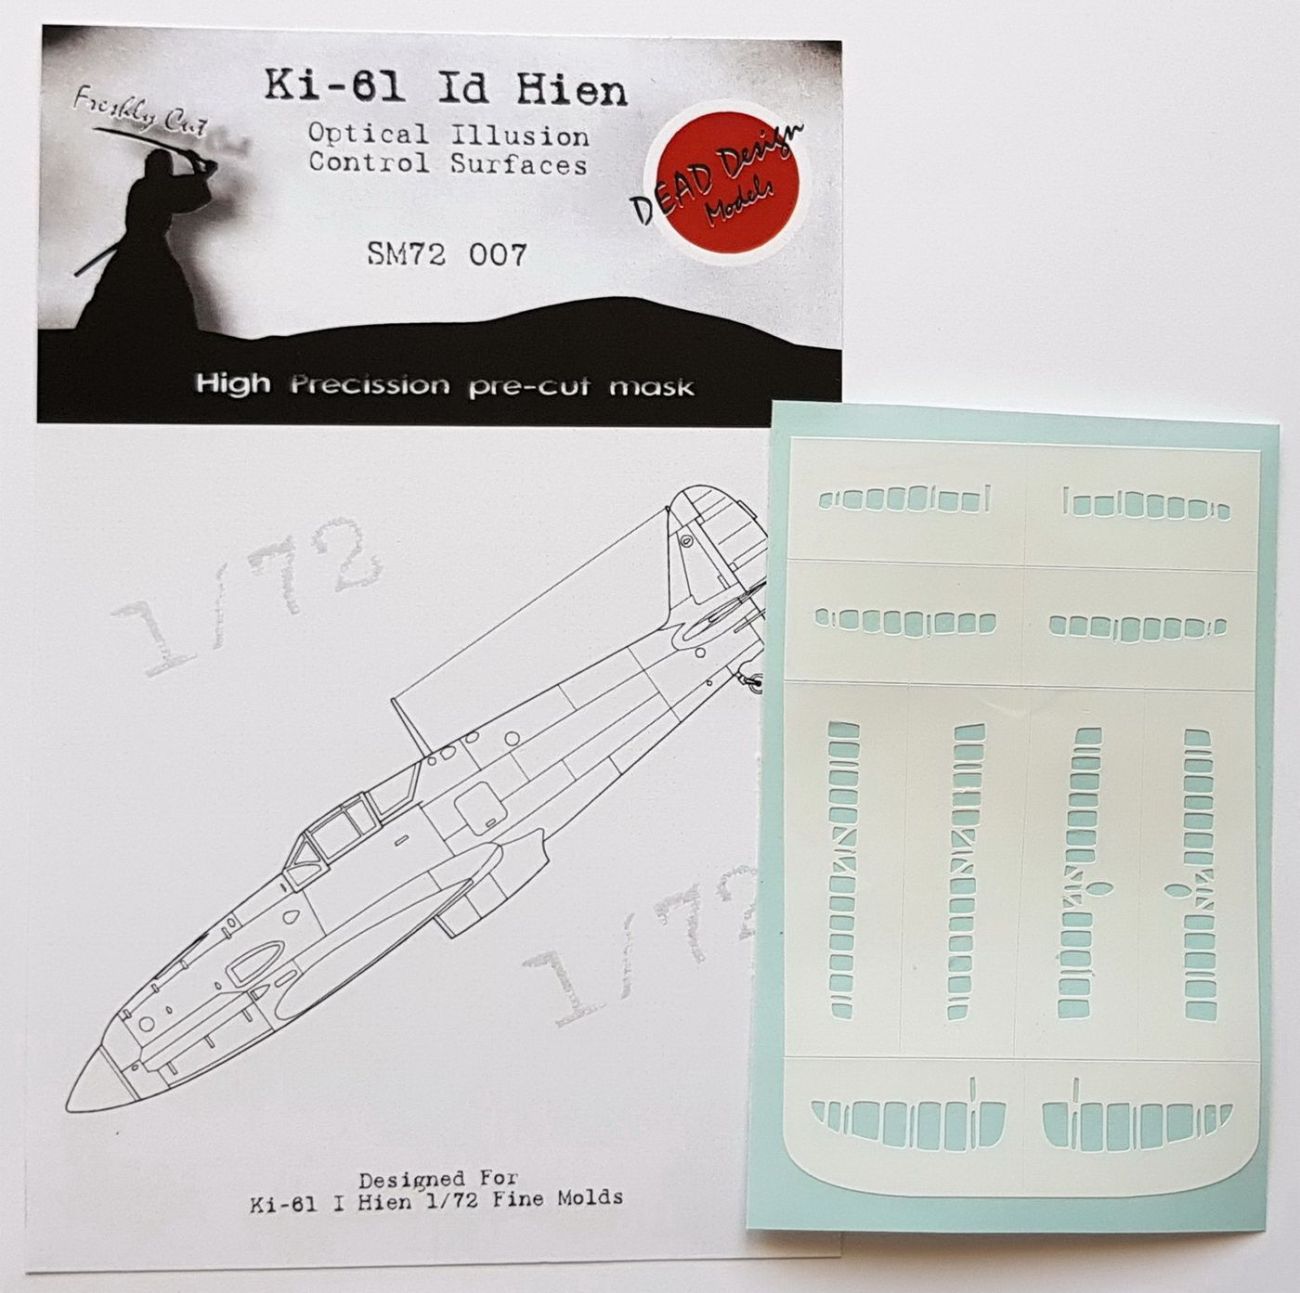 Ki-61 Id Hien
Freshly Cut
Optical Illusion
Control Surfaces
DEAD Design
Models
SM72 007
High Precission pre-cut mask
1/72
1/72
Designed For
Ki-61 I Hien 1/72 Fine Molds